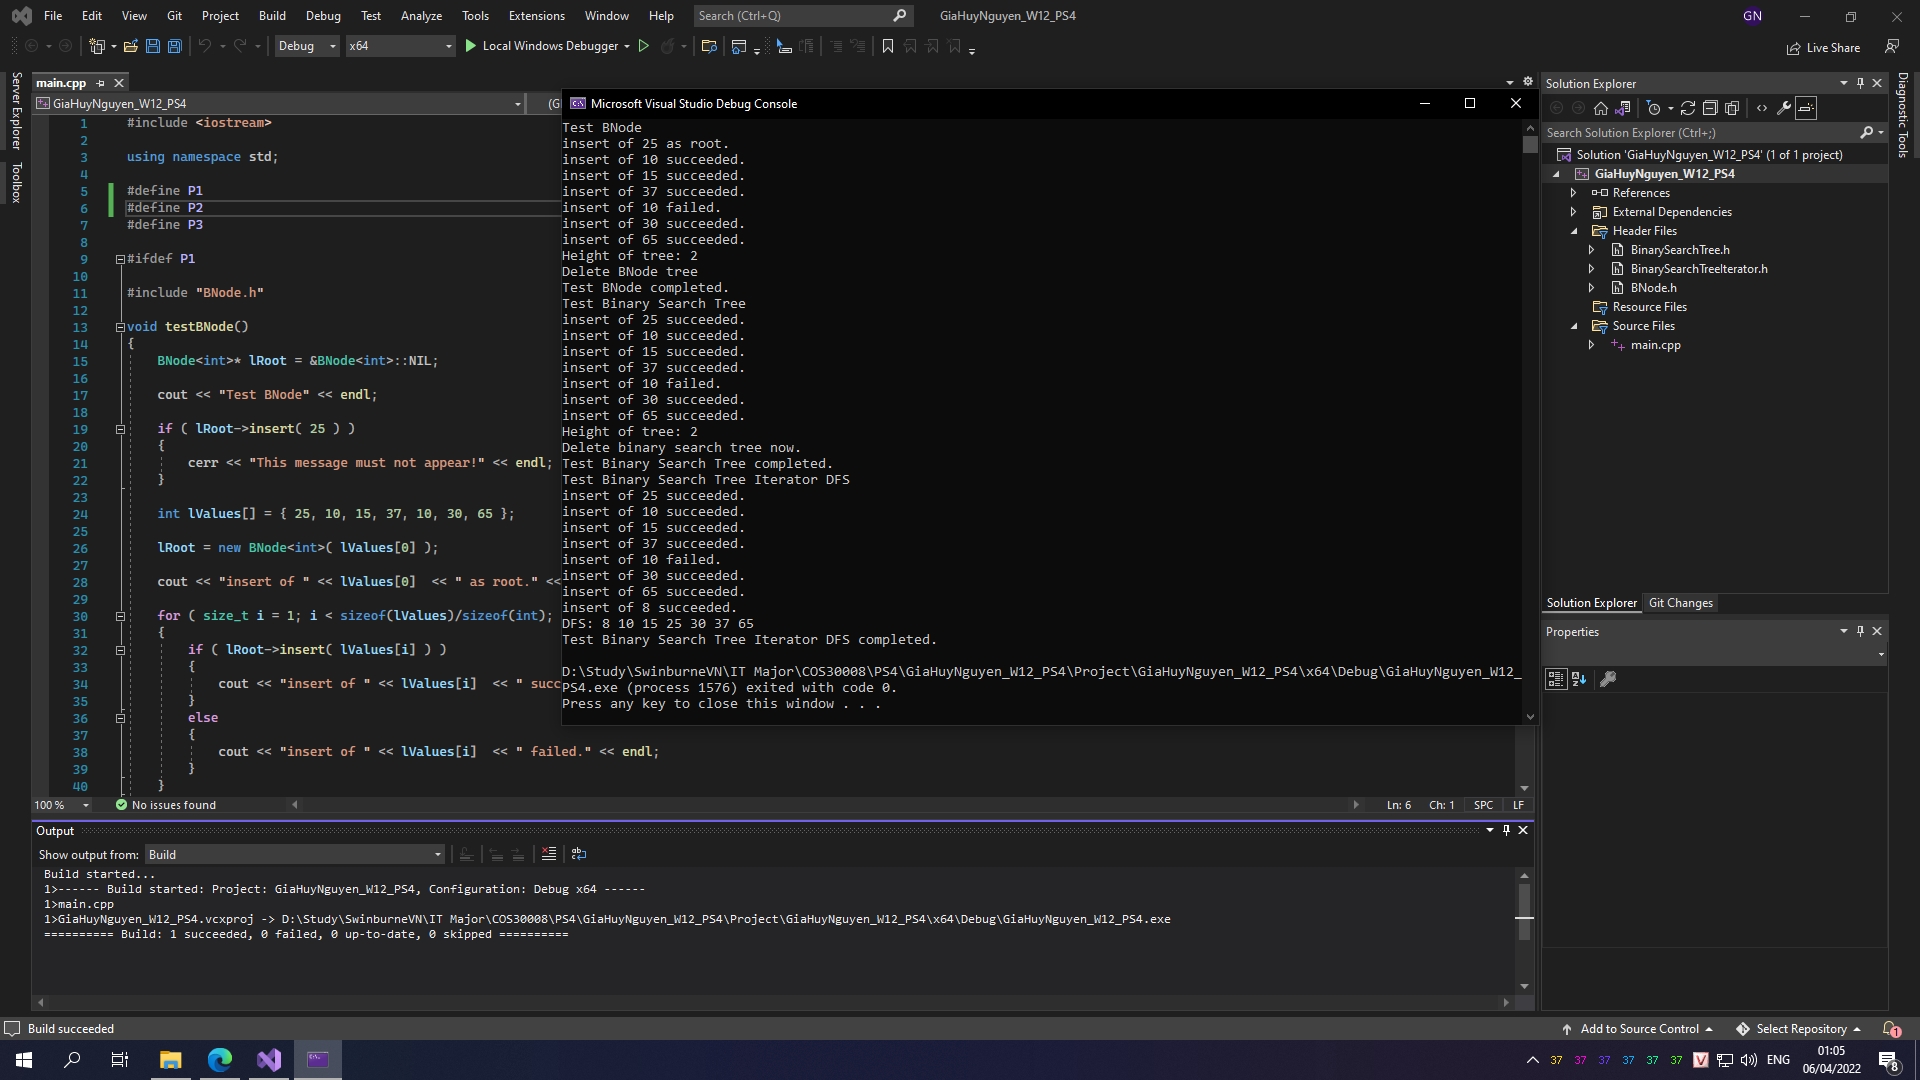 File Edit View Git Project Build Debug Test Analyze Tools Extensions Window Help Search (Ctrl+Q) GiaHuyNguyen_W12_PS4 GN
Debug x64 Local Windows Debugger Live Share
Server Explorer
Toolbox
main.cpp
GiaHuyNguyen_W12_PS4 (G
1 #include <iostream>
2
3 using namespace std;
4
5 #define P1
6 #define P2
7 #define P3
8
9 #ifdef P1
10
11 #include "BNode.h"
12
13 void testBNode()
14 {
15 BNode<int>* lRoot = &BNode<int>::NIL;
16
17 cout << "Test BNode" << endl;
18
19 if ( lRoot->insert( 25 ) )
20 {
21 cerr << "This message must not appear!" << endl;
22 }
23
24 int lValues[] = { 25, 10, 15, 37, 10, 30, 65 };
25
26 lRoot = new BNode<int>( lValues[0] );
27
28 cout << "insert of " << lValues[0]  << " as root." <<
29
30 for ( size_t i = 1; i < sizeof(lValues)/sizeof(int);
31 {
32 if ( lRoot->insert( lValues[i] ) )
33 {
34 cout << "insert of " << lValues[i]  << " succ
35 }
36 else
37 {
38 cout << "insert of " << lValues[i]  << " failed." << endl;
39 }
40 }
100 % No issues found Ln: 6 Ch: 1 SPC LF
Microsoft Visual Studio Debug Console
Test BNode
insert of 25 as root.
insert of 10 succeeded.
insert of 15 succeeded.
insert of 37 succeeded.
insert of 10 failed.
insert of 30 succeeded.
insert of 65 succeeded.
Height of tree: 2
Delete BNode tree
Test BNode completed.
Test Binary Search Tree
insert of 25 succeeded.
insert of 10 succeeded.
insert of 15 succeeded.
insert of 37 succeeded.
insert of 10 failed.
insert of 30 succeeded.
insert of 65 succeeded.
Height of tree: 2
Delete binary search tree now.
Test Binary Search Tree completed.
Test Binary Search Tree Iterator DFS
insert of 25 succeeded.
insert of 10 succeeded.
insert of 15 succeeded.
insert of 37 succeeded.
insert of 10 failed.
insert of 30 succeeded.
insert of 65 succeeded.
insert of 8 succeeded.
DFS: 8 10 15 25 30 37 65
Test Binary Search Tree Iterator DFS completed.
D:\Study\SwinburneVN\IT Major\COS30008\PS4\GiaHuyNguyen_W12_PS4\Project\GiaHuyNguyen_W12_PS4\x64\Debug\GiaHuyNguyen_W12_
PS4.exe (process 1576) exited with code 0.
Press any key to close this window . . .
Solution Explorer
Search Solution Explorer (Ctrl+;)
Solution 'GiaHuyNguyen_W12_PS4' (1 of 1 project)
GiaHuyNguyen_W12_PS4
References
External Dependencies
Header Files
BinarySearchTree.h
BinarySearchTreeIterator.h
BNode.h
Resource Files
Source Files
main.cpp
Solution Explorer Git Changes
Properties
Diagnostic Tools
Output
Show output from: Build
Build started...
1>------ Build started: Project: GiaHuyNguyen_W12_PS4, Configuration: Debug x64 ------
1>main.cpp
1>GiaHuyNguyen_W12_PS4.vcxproj -> D:\Study\SwinburneVN\IT Major\COS30008\PS4\GiaHuyNguyen_W12_PS4\Project\GiaHuyNguyen_W12_PS4\x64\Debug\GiaHuyNguyen_W12_PS4.exe
========== Build: 1 succeeded, 0 failed, 0 up-to-date, 0 skipped ==========
Build succeeded Add to Source Control Select Repository 1
37 37 37 37 37 37 V ENG 01:05
06/04/2022 8